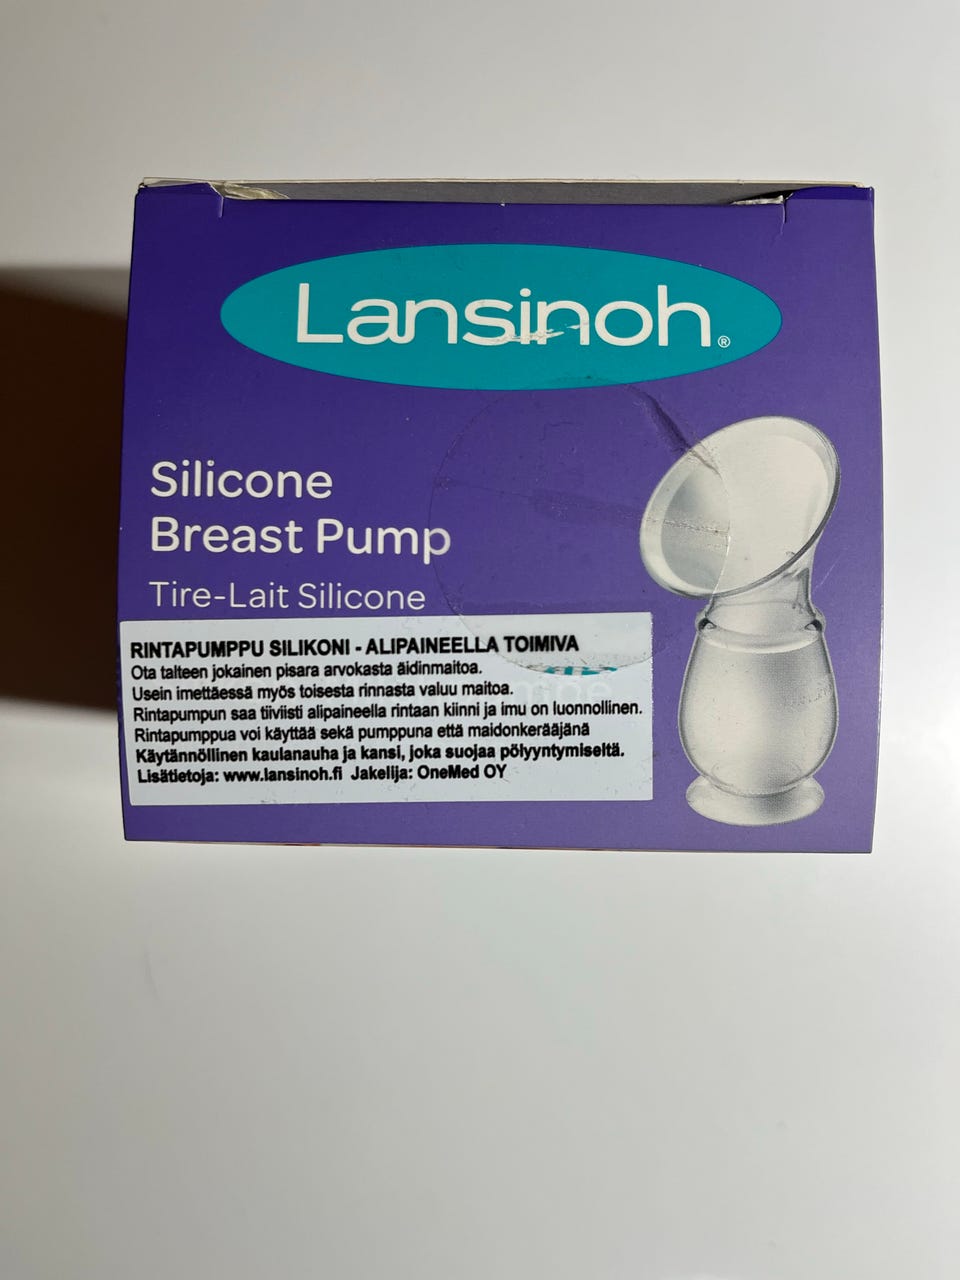 Lansinoh®
Silicone
Breast Pump
Tire-Lait Silicone
RINTAPUMPPU SILIKONI - ALIPAINEELLA TOIMIVA
Ota talteen jokainen pisara arvokasta äidinmaitoa.
Usein imettäessä myös toisesta rinnasta valuu maitoa.
Rintapumpun saa tiiviisti alipaineella rintaan kiinni ja imu on luonnollinen.
Rintapumppua voi käyttää sekä pumppuna että maidonkerääjänä
Käytännöllinen kaulanauha ja kansi, joka suojaa pölyyntymiseltä.
Lisätietoja: www.lansinoh.fi Jakelija: OneMed OY